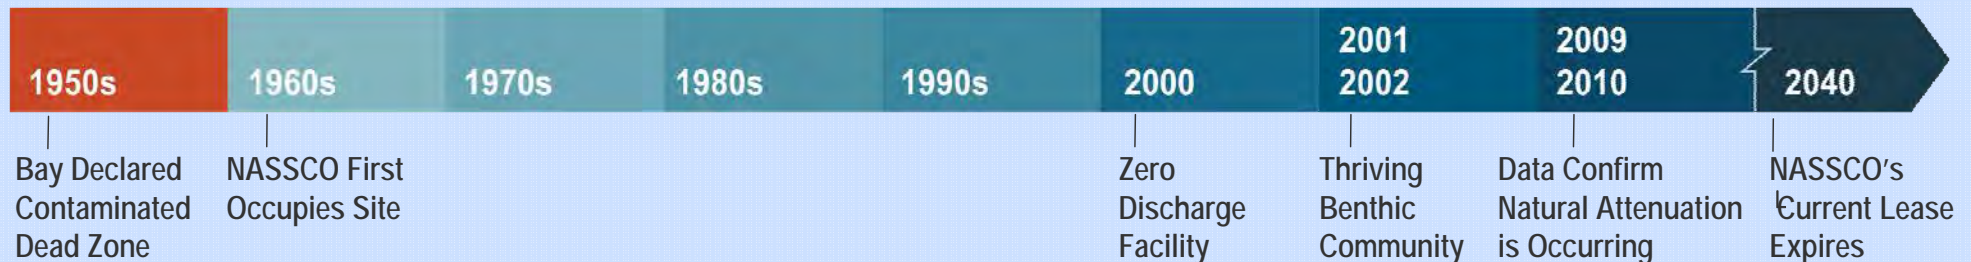 2001 2009
1950s 1960s 1970s 1980s 1990s 2000 2002 2010 2040
Bay Declared NASSCO First Zero Thriving Data Confirm NASSCO's
Contaminated Occupies Site Discharge Benthic Natural Attenuation Current Lease
Dead Zone Facility Community is Occurring Expires